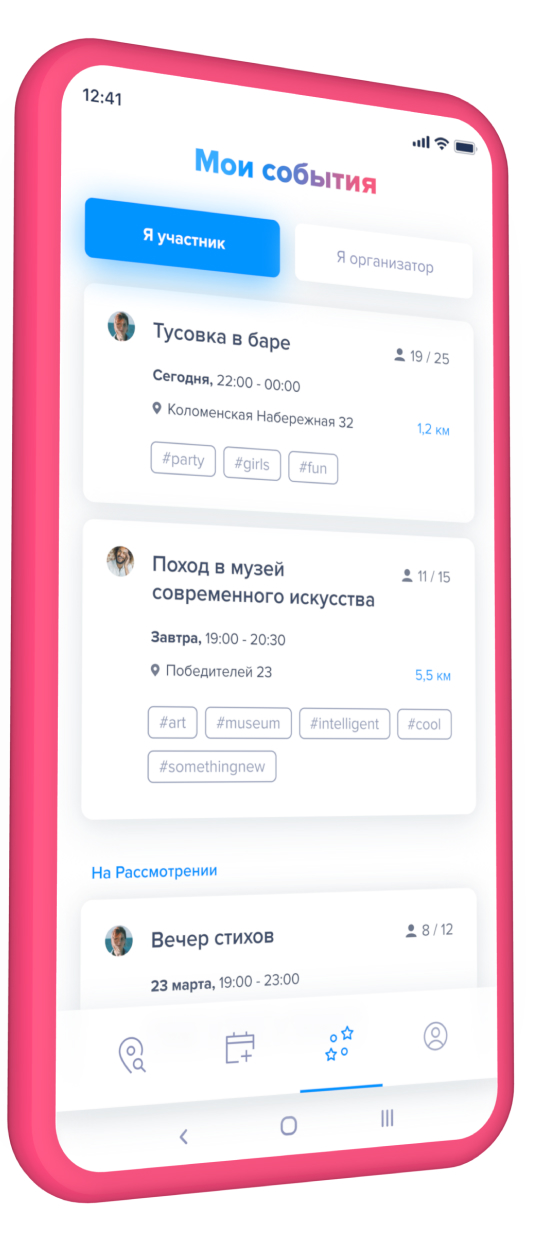 12:41
Мои события
Я участник
Я организатор
Тусовка в баре
19 / 25
Сегодня, 22:00 - 00:00
Коломенская Набережная 32
1,2 км
#party #girls #fun
Поход в музей
11 / 15
современного искусства
Завтра, 19:00 - 20:30
Победителей 23
5,5 км
#art #museum #intelligent #cool
#somethingnew
На Рассмотрении
Вечер стихов
8 / 12
23 марта, 19:00 - 23:00